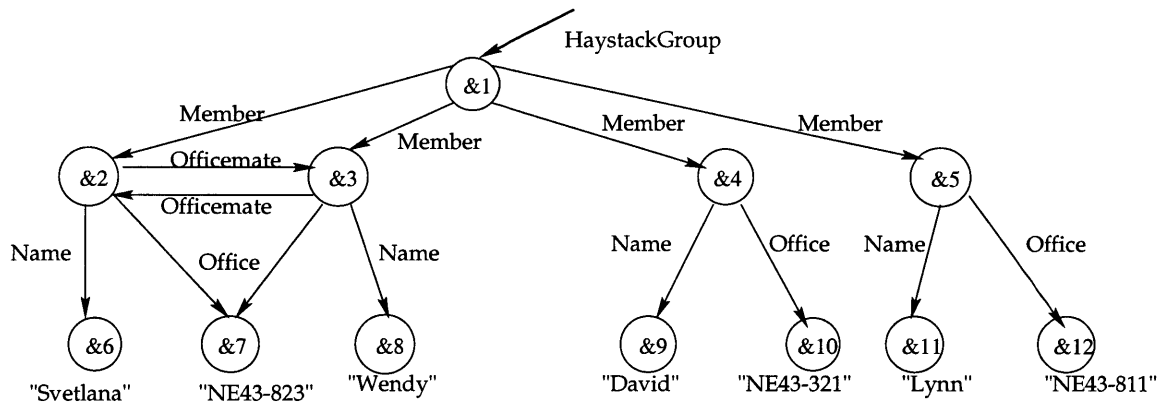 HaystackGroup
&1
Member
Member
Member
Member
Officemate
&2
&3
&4
&5
Officemate
Name
Office
Name
Name
Office
Name
Office
&6
&7
&8
&9
&10
&11
&12
"Svetlana"
"NE43-823"
"Wendy"
"David"
"NE43-321"
"Lynn"
"NE43-811"